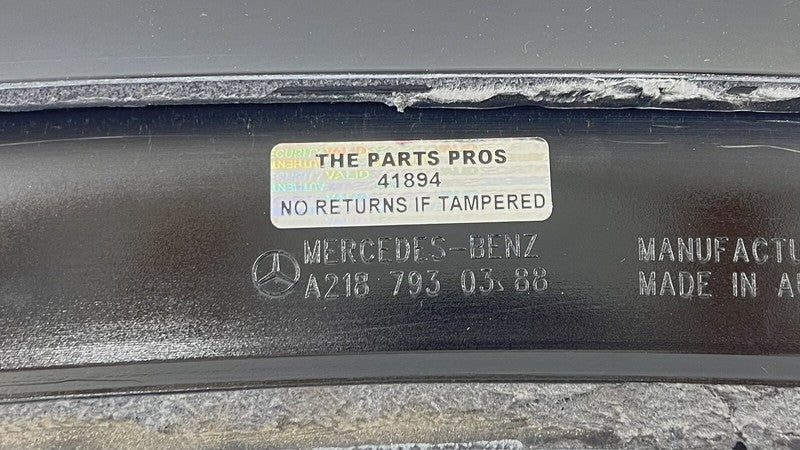 THE PARTS PROS
41894
NO RETURNS IF TAMPERED
MERCEDES-BENZ
A218 793 03 88
MANUFACTU
MADE IN A